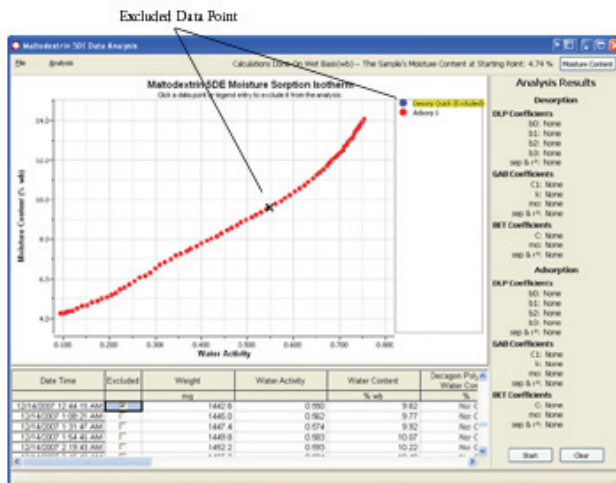 Excluded Data Point
Maltodextrin 5DE Data Analysis
File Analysis
Calculations Done On Wet Basis(wb) -- The Sample's Moisture Content at Starting Point: 4.74 %
Moisture Content
Maltodextrin 5DE Moisture Sorption Isotherm
Click a data point or legend entry to exclude it from the analysis.
Desorp Quick (Excluded)
Adsorp 1
Moisture Content (% wb)
14.0
12.0
10.0
8.0
6.0
4.0
0.100 0.200 0.300 0.400 0.500 0.600 0.700 0.800
Water Activity
Analysis Results
Desorption
DLP Coefficients
b0: None
b1: None
b2: None
b3: None
sep & r²: None
GAB Coefficients
C1: None
k: None
mo: None
sep & r²: None
BET Coefficients
C: None
mo: None
sep & r²: None
Adsorption
DLP Coefficients
b0: None
b1: None
b2: None
b3: None
sep & r²: None
GAB Coefficients
C1: None
k: None
mo: None
sep & r²: None
BET Coefficients
C: None
mo: None
sep & r²: None
Start Clear
Date Time Excluded Weight Water Activity Water Content Decagon Poly
Water Con
mg % wb %
12/14/2007 12:44:19 AM 1442.6 0.550 9.62
12/14/2007 1:08:21 AM 1445.0 0.562 9.77
12/14/2007 1:31:47 AM 1447.4 0.574 9.92
12/14/2007 1:54:46 AM 1449.8 0.583 10.07
12/14/2007 2:19:43 AM 1452.2 0.593 10.22